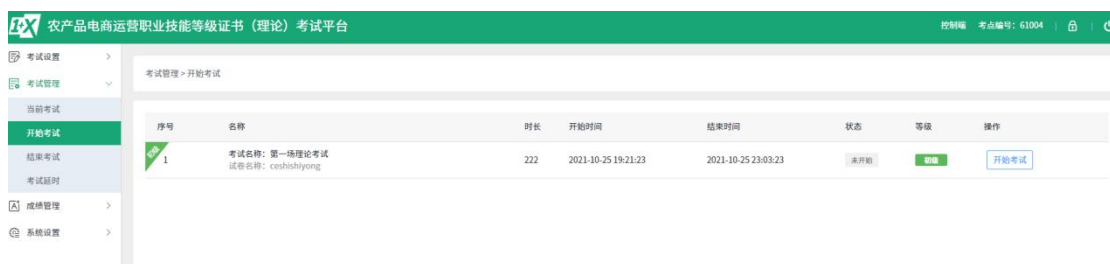 1+X 农产品电商运营职业技能等级证书（理论）考试平台 控制端 考点编号：61004
考试设置
考试管理
当前考试
开始考试
结束考试
考试延时
成绩管理
系统设置
考试管理 > 开始考试
序号 名称 时长 开始时间 结束时间 状态 等级 操作
初级 1 考试名称：第一场理论考试 222 2021-10-25 19:21:23 2021-10-25 23:03:23 未开始 初级 开始考试
试卷名称：ceshishiyong